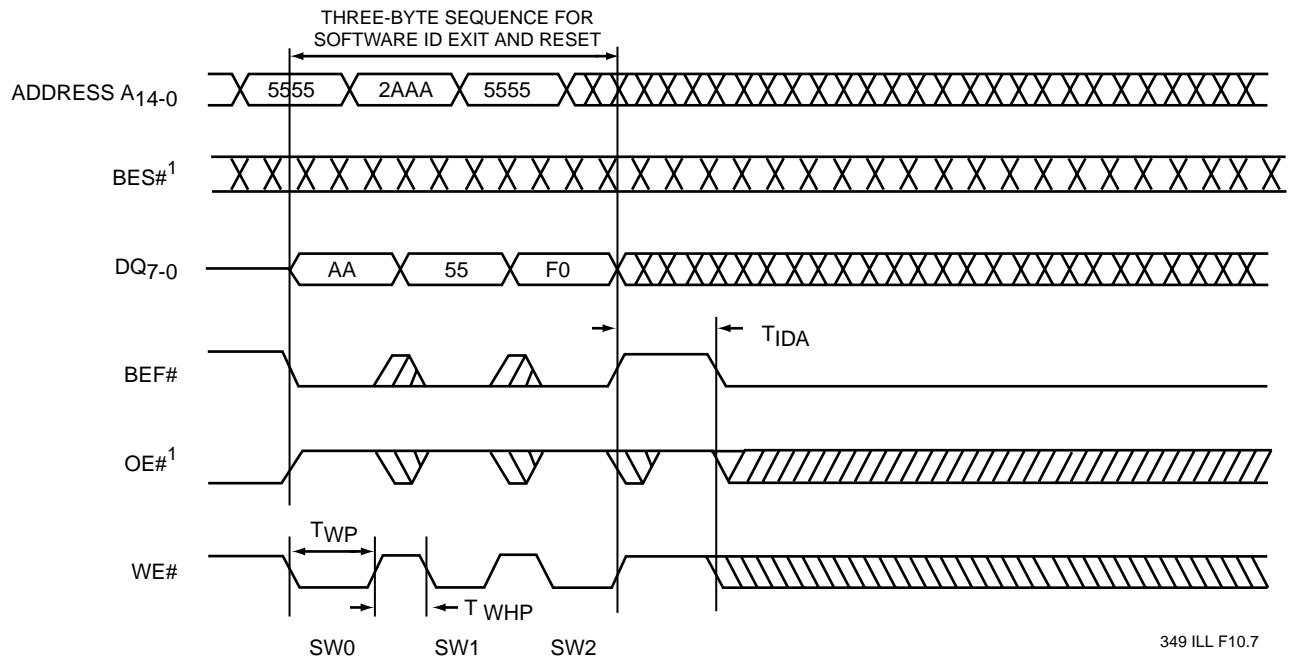 THREE-BYTE SEQUENCE FOR
SOFTWARE ID EXIT AND RESET
ADDRESS A14-0
5555
2AAA
5555
BES#1
DQ7-0
AA
55
F0
TIDA
BEF#
OE#1
TWP
WE#
T WHP
SW0
SW1
SW2
349 ILL F10.7